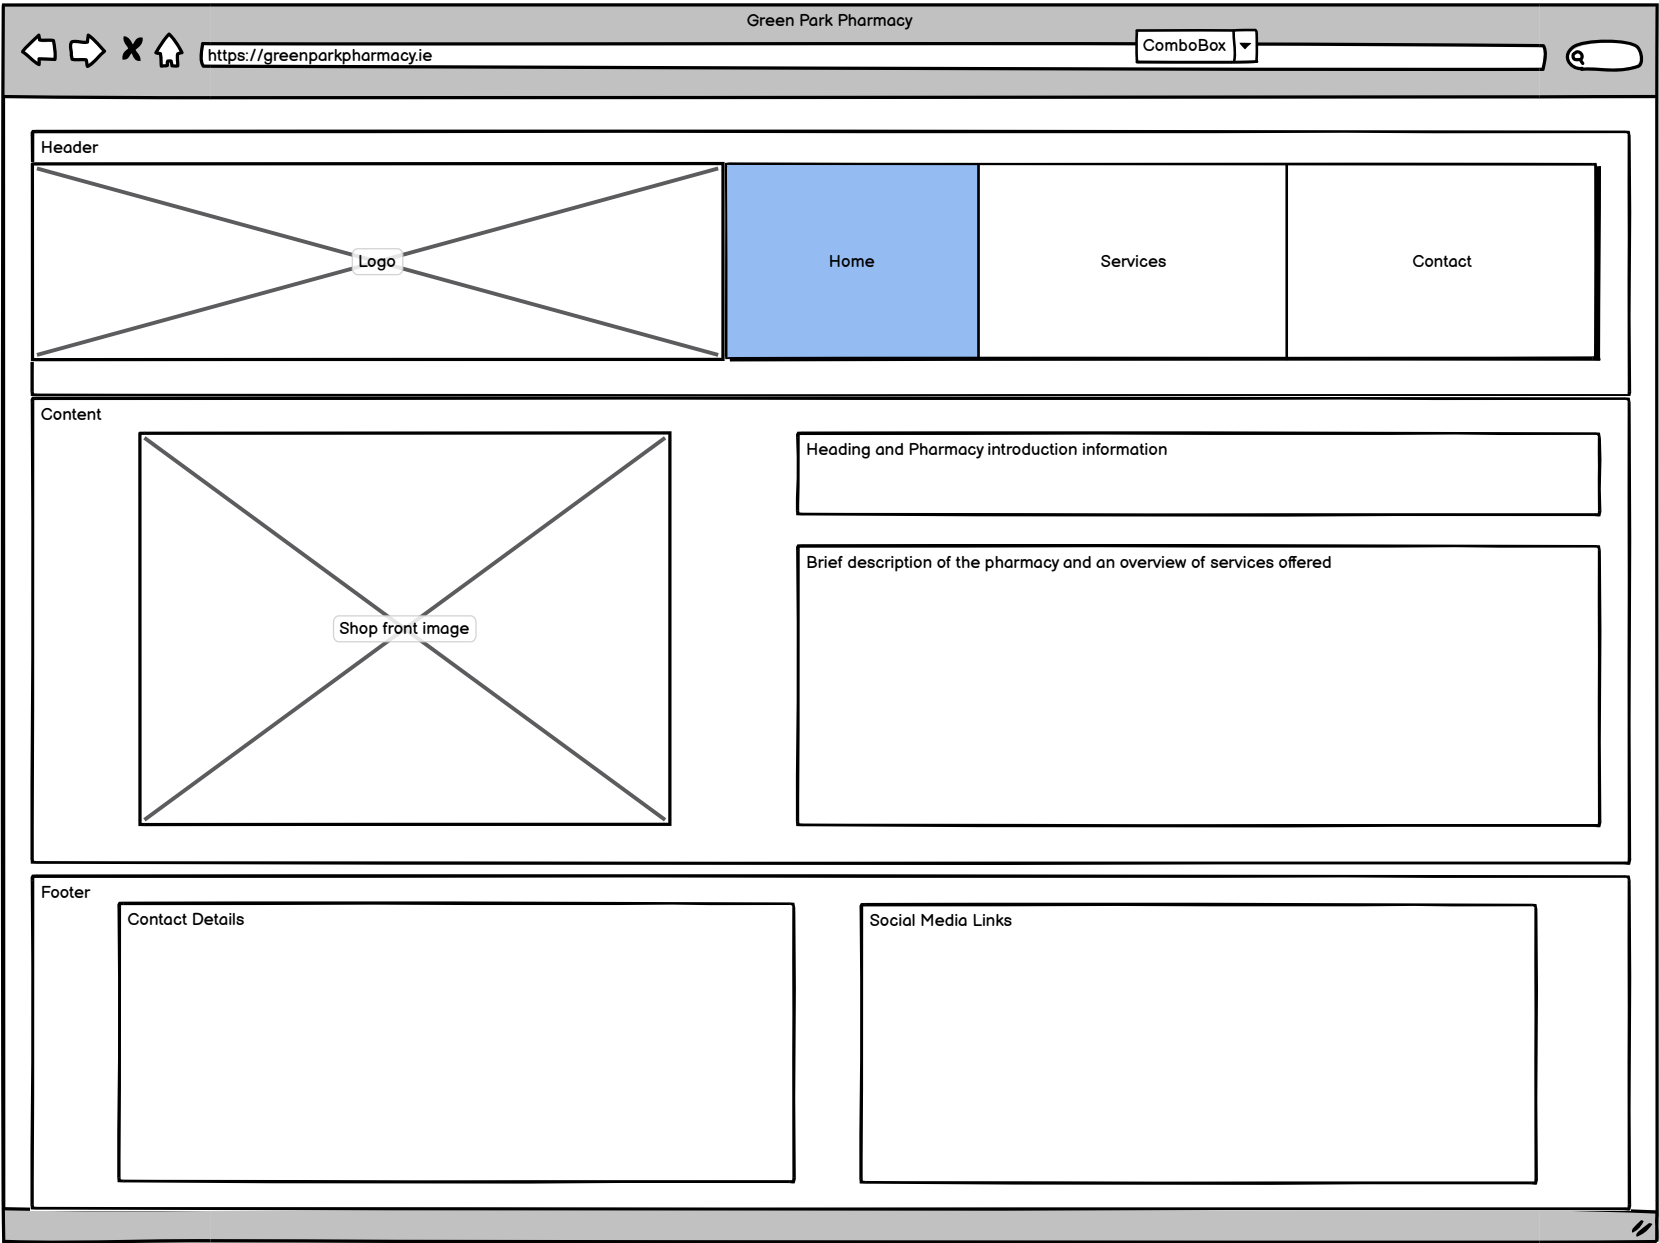 Green Park Pharmacy
https://greenparkpharmacy.ie
ComboBox
Header
Logo
Home
Services
Contact
Content
Shop front image
Heading and Pharmacy introduction information
Brief description of the pharmacy and an overview of services offered
Footer
Contact Details
Social Media Links